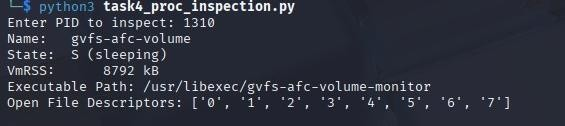 └─$ python3 task4_proc_inspection.py
Enter PID to inspect: 1310
Name:   gvfs-afc-volume
State:  S (sleeping)
VmRSS:      8792 kB
Executable Path: /usr/libexec/gvfs-afc-volume-monitor
Open File Descriptors: ['0', '1', '2', '3', '4', '5', '6', '7']